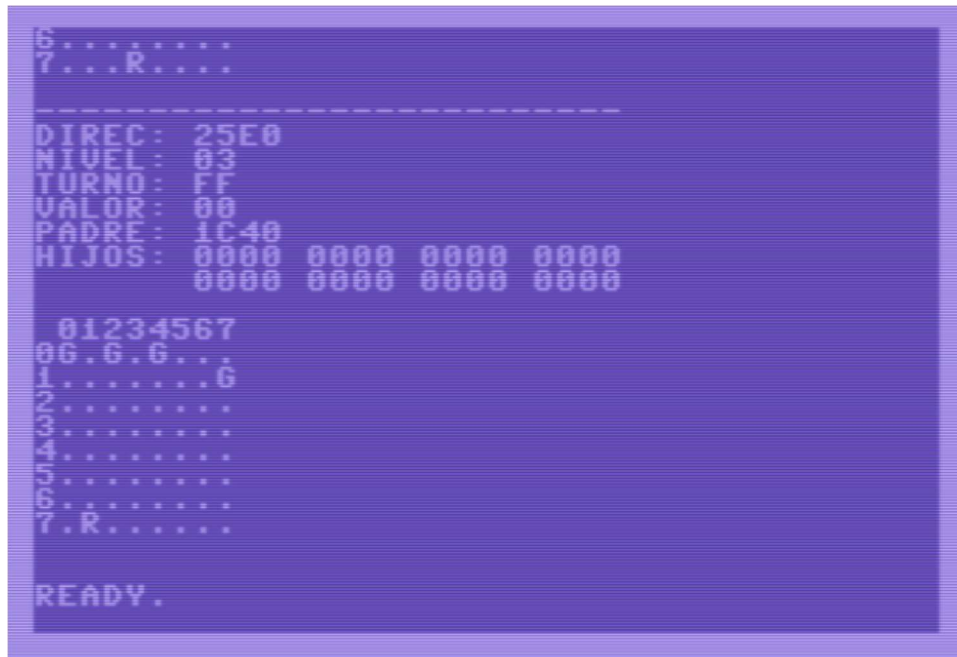 6........
7...R....
--------------------------
DIREC: 25E0
NIVEL: 03
TURNO: FF
VALOR: 00
PADRE: 1C40
HIJOS: 0000 0000 0000 0000
       0000 0000 0000 0000
 01234567
0G.G.G...
1.......G
2........
3........
4........
5........
6........
7.R......
READY.